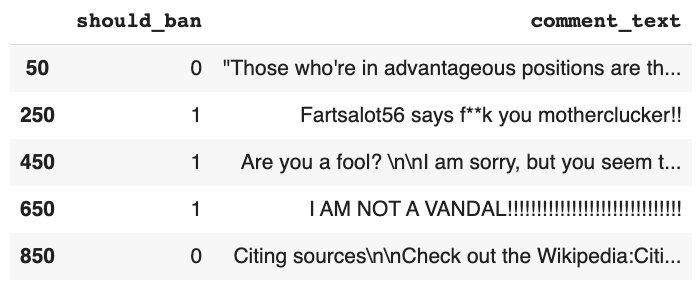 should_ban comment_text
50 0 "Those who're in advantageous positions are th...
250 1 Fartsalot56 says f**k you motherclucker!!
450 1 Are you a fool? \n\nI am sorry, but you seem t...
650 1 I AM NOT A VANDAL!!!!!!!!!!!!!!!!!!!!!!!!!!!!!!
850 0 Citing sources\n\nCheck out the Wikipedia:Citi...